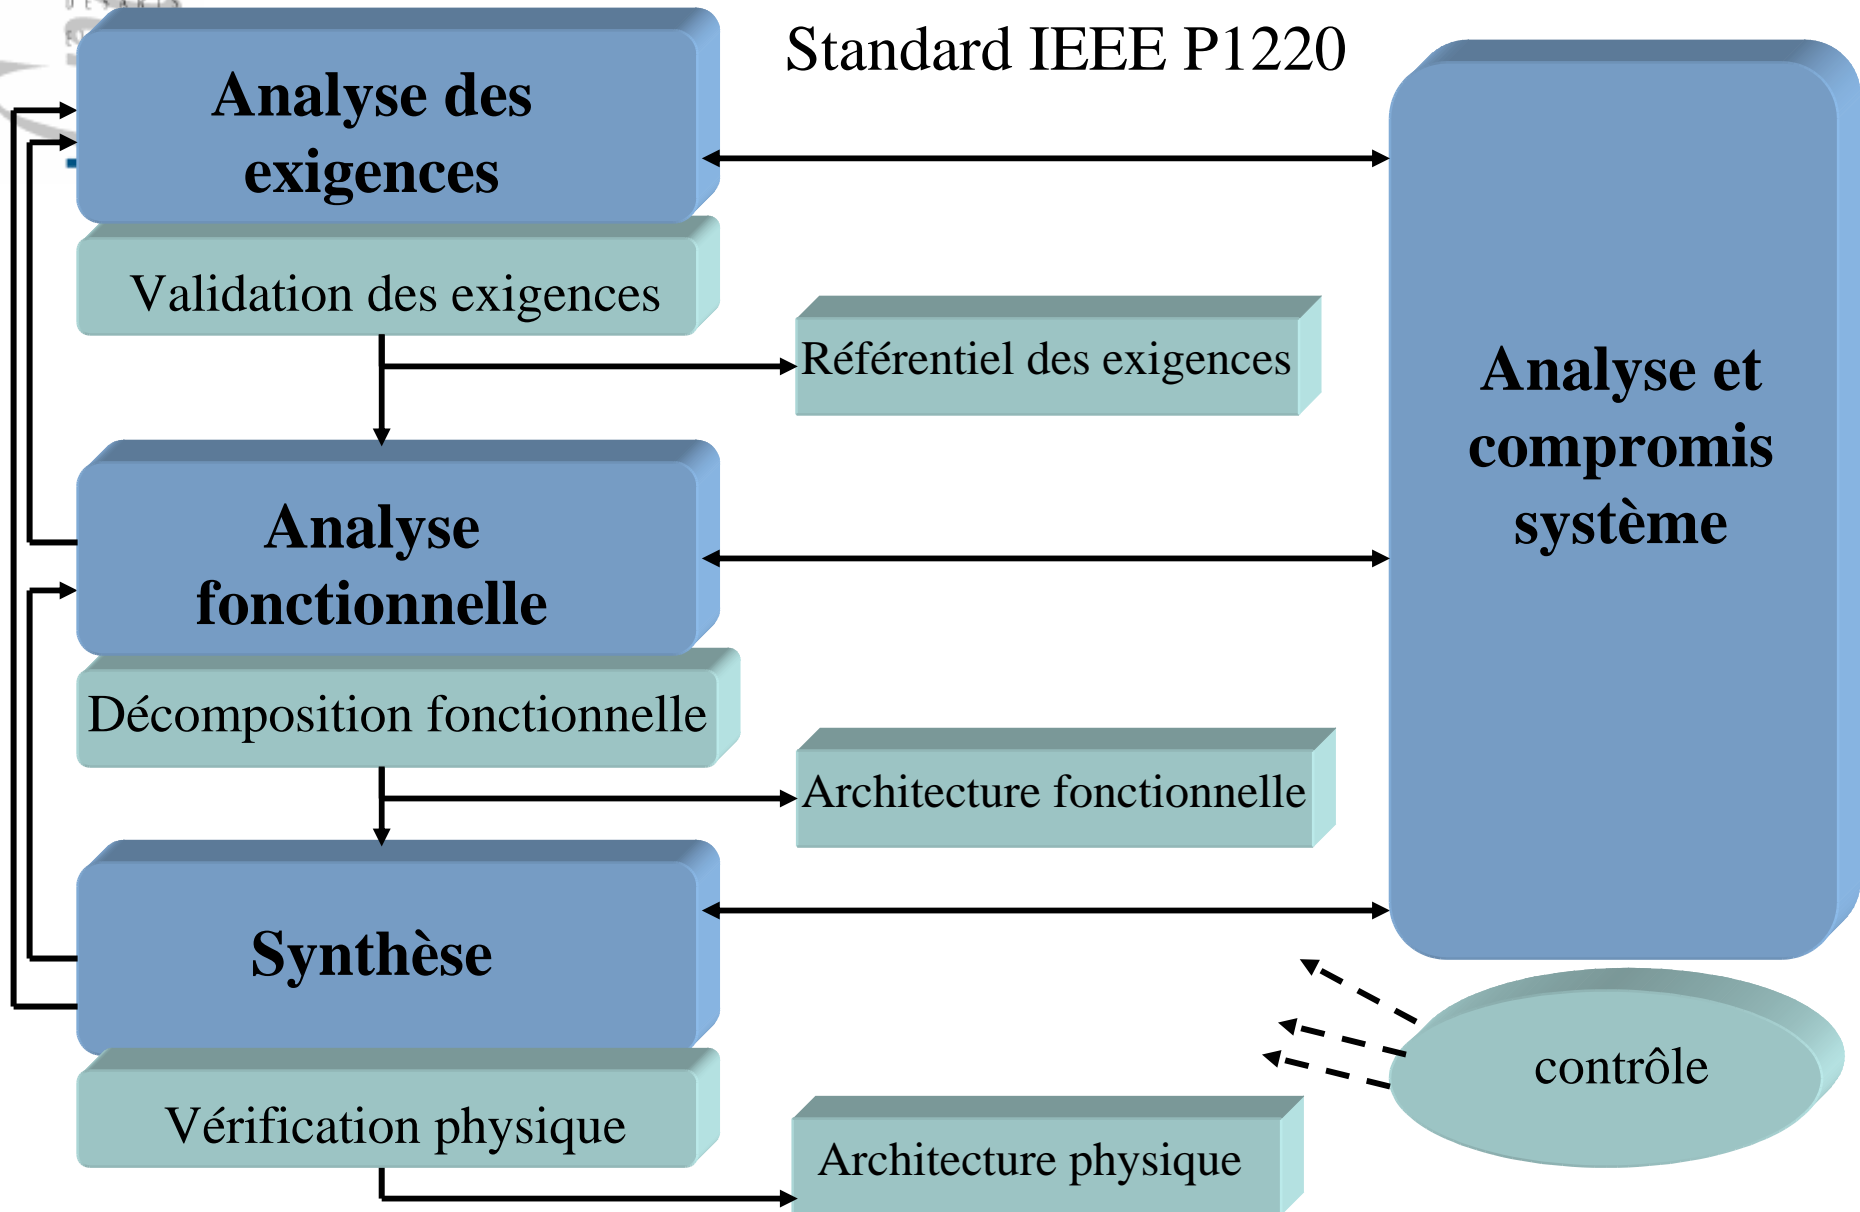 Standard IEEE P1220
Analyse des
exigences
Validation des exigences
Référentiel des exigences
Analyse et
compromis
système
Analyse
fonctionnelle
Décomposition fonctionnelle
Architecture fonctionnelle
Synthèse
contrôle
Vérification physique
Architecture physique